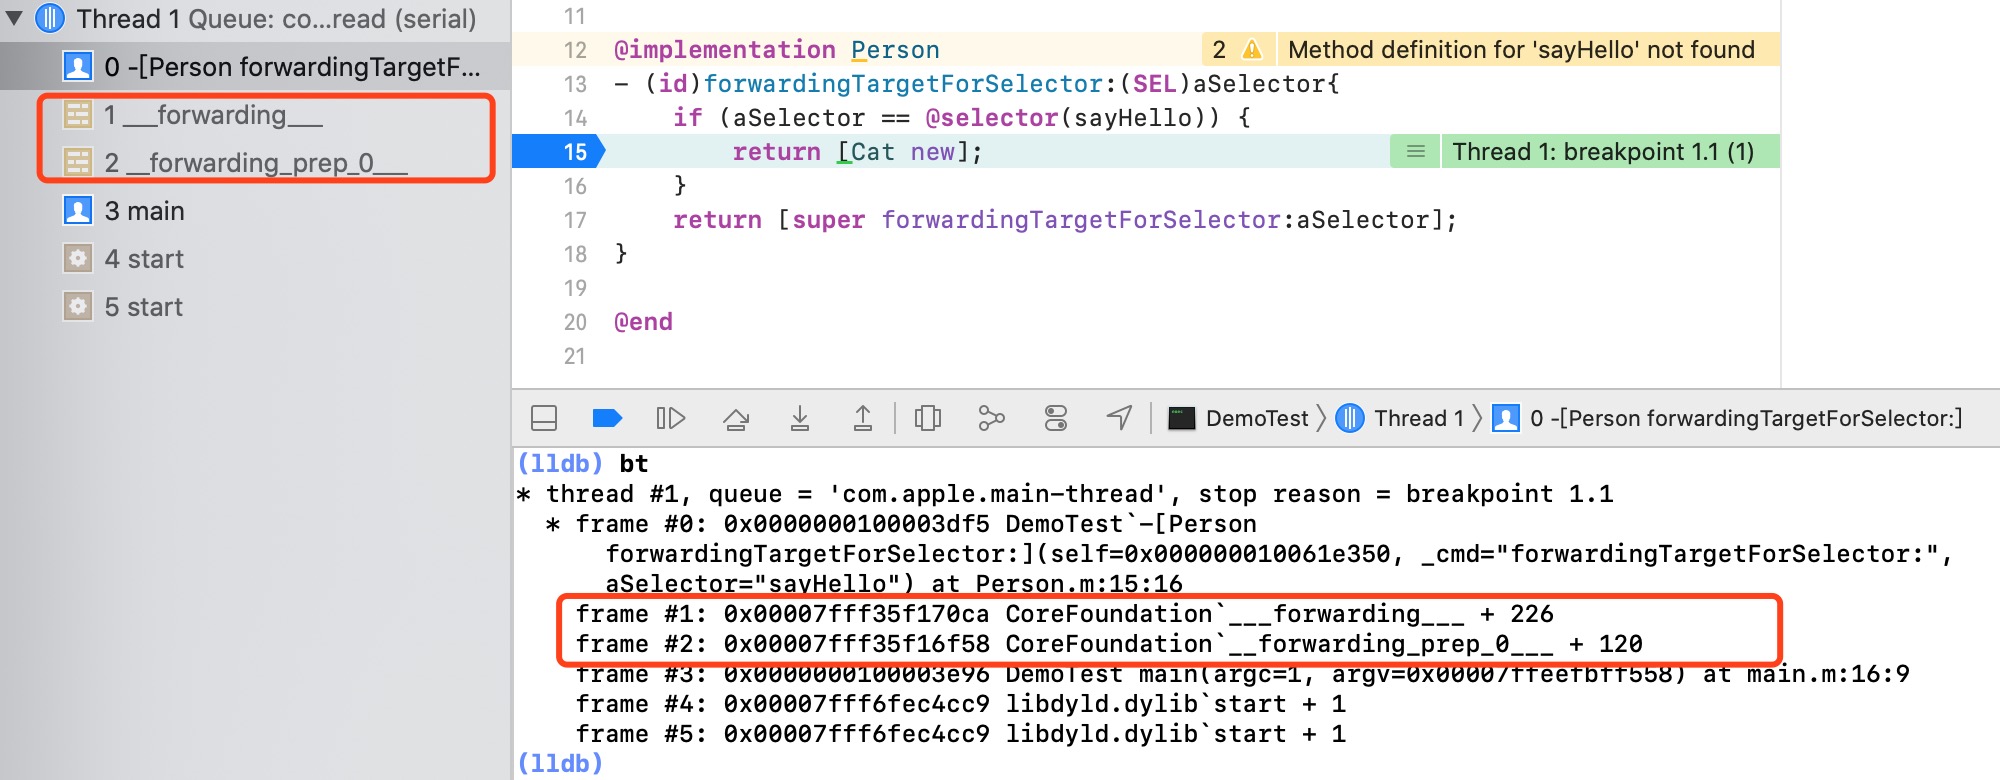 Thread 1 Queue: co...read (serial)
0 -[Person forwardingTargetF...
1 ___forwarding___
2 __forwarding_prep_0___
3 main
4 start
5 start
11
12 @implementation Person 2 Method definition for 'sayHello' not found
13 - (id)forwardingTargetForSelector:(SEL)aSelector{
14 if (aSelector == @selector(sayHello)) {
15 return [Cat new]; Thread 1: breakpoint 1.1 (1)
16 }
17 return [super forwardingTargetForSelector:aSelector];
18 }
19
20 @end
21
DemoTest Thread 1 0 -[Person forwardingTargetForSelector:]
(lldb) bt
* thread #1, queue = 'com.apple.main-thread', stop reason = breakpoint 1.1
* frame #0: 0x0000000100003df5 DemoTest`-[Person
forwardingTargetForSelector:](self=0x000000010061e350, _cmd="forwardingTargetForSelector:",
aSelector="sayHello") at Person.m:15:16
frame #1: 0x00007fff35f170ca CoreFoundation`___forwarding___ + 226
frame #2: 0x00007fff35f16f58 CoreFoundation`__forwarding_prep_0___ + 120
frame #3: 0x0000000100003e96 DemoTest main(argc=1, argv=0x00007ffeefbff558) at main.m:16:9
frame #4: 0x00007fff6fec4cc9 libdyld.dylib`start + 1
frame #5: 0x00007fff6fec4cc9 libdyld.dylib`start + 1
(lldb)